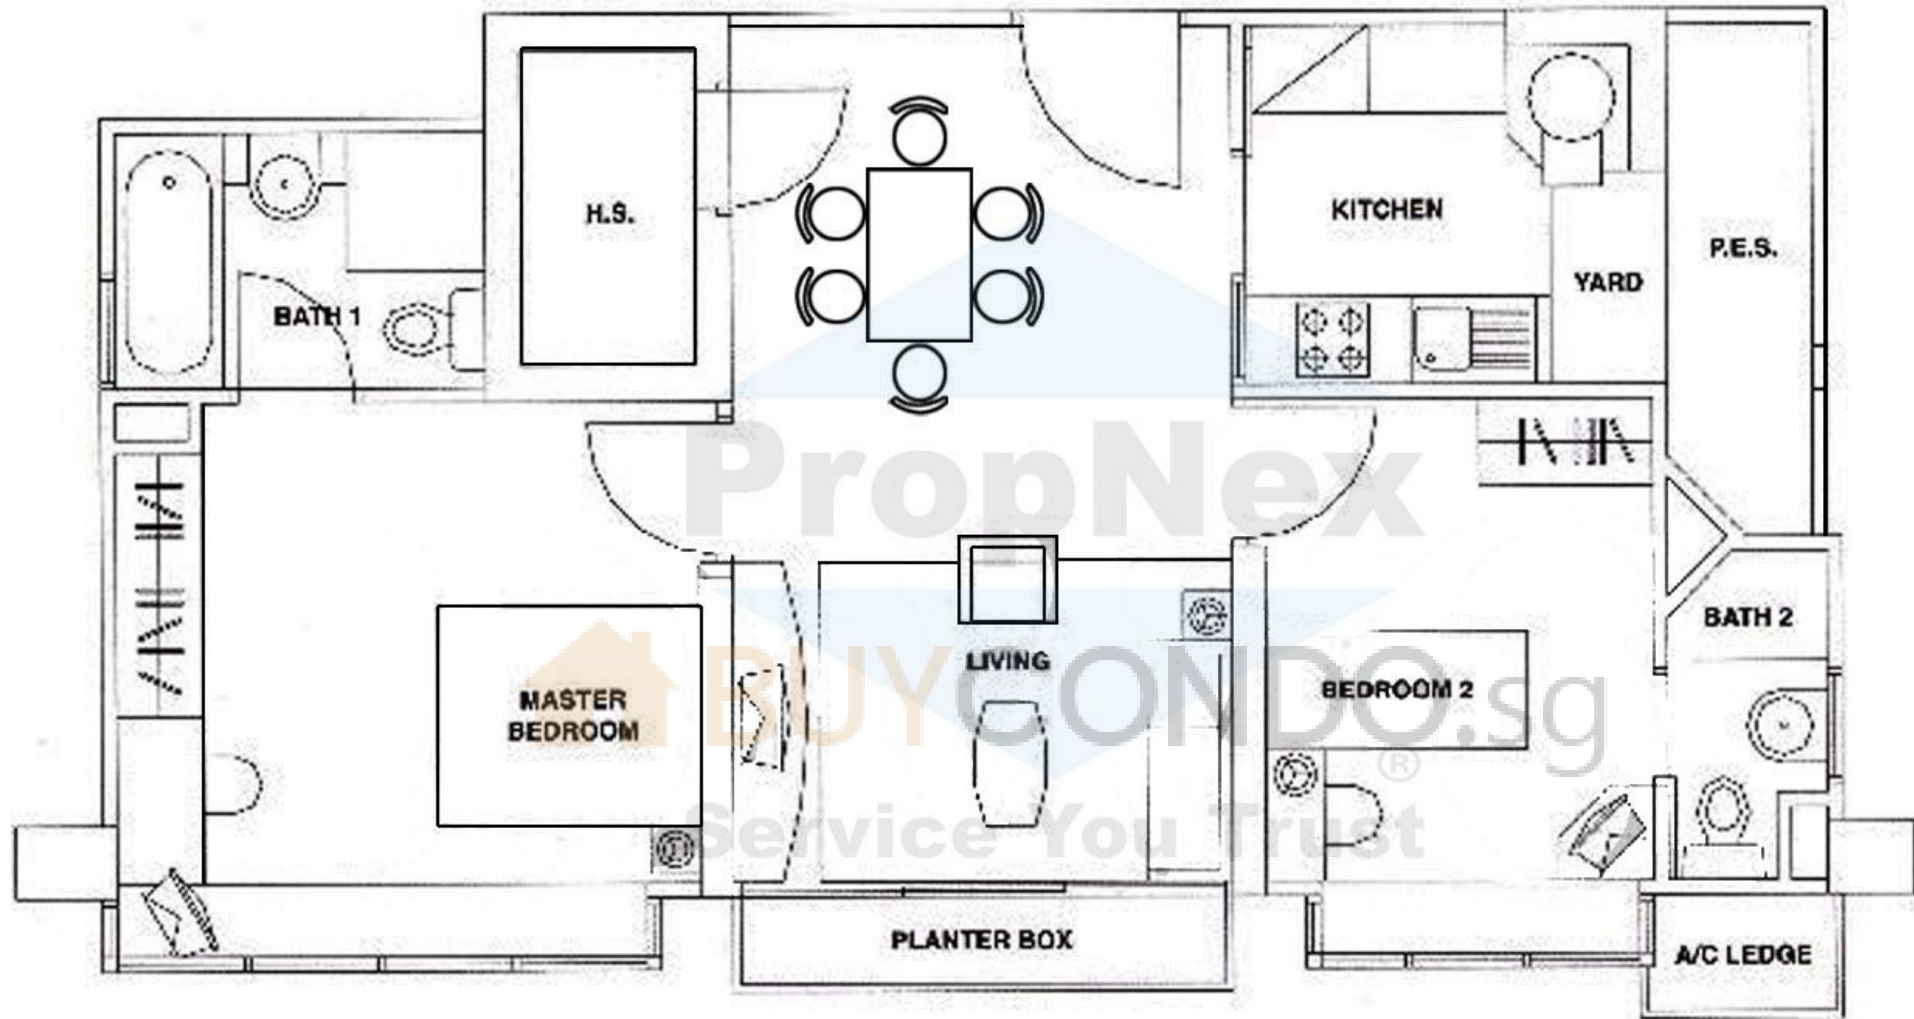 H.S.
KITCHEN
P.E.S.
YARD
BATH 1
PropNex
BATH 2
LIVING
BUYCONDO.sg
®
BEDROOM 2
MASTER
BEDROOM
Service You Trust
PLANTER BOX
A/C LEDGE